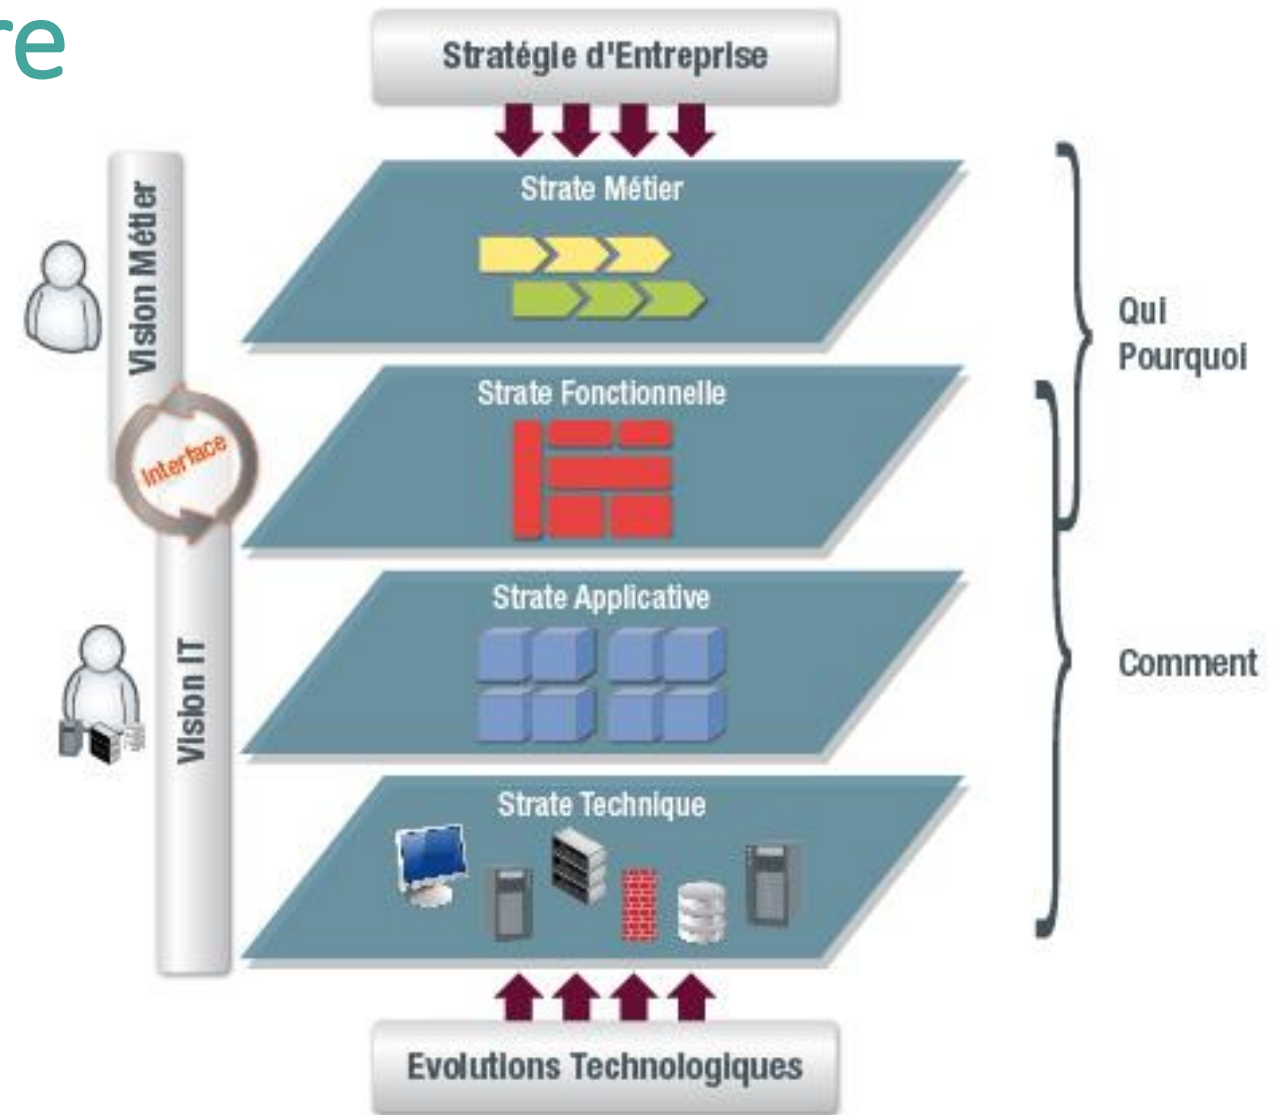 re
Stratégie d'Entreprise
Vision Métier
Strate Métier
Qui
Pourquoi
Strate Fonctionnelle
Interface
Strate Applicative
Comment
Vision IT
Strate Technique
Evolutions Technologiques